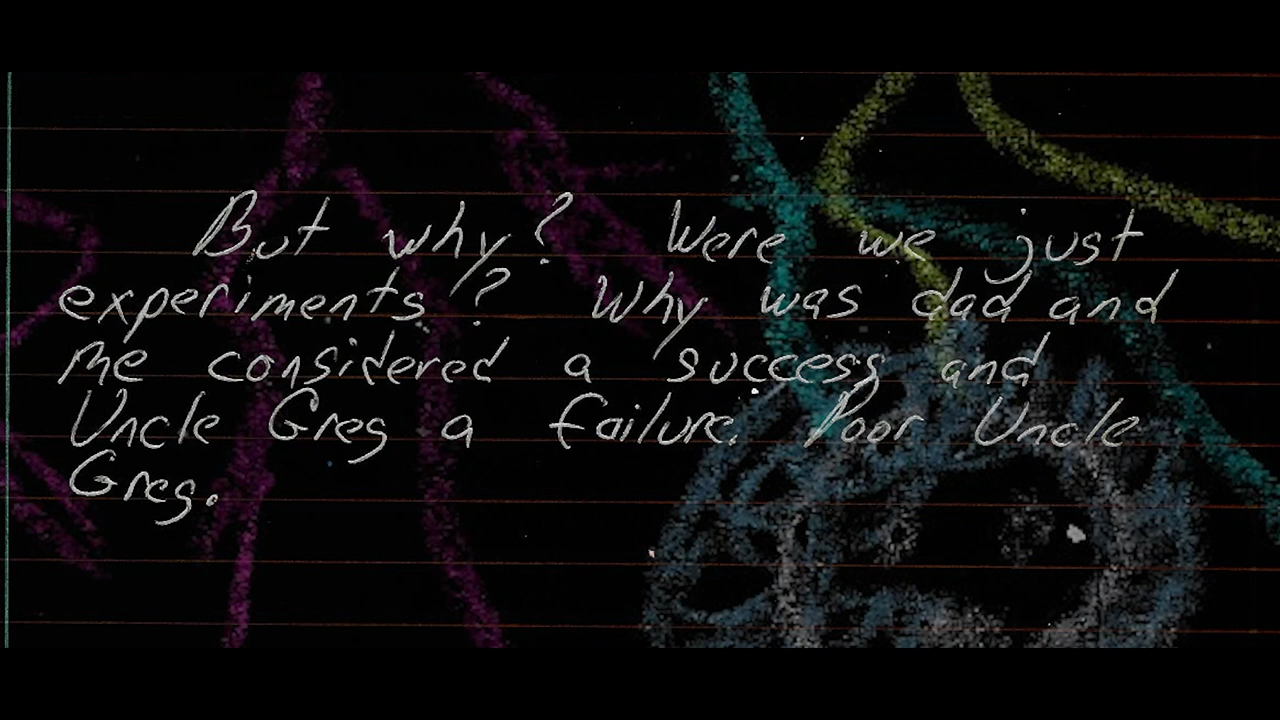 But why? Were we just
experiments? Why was dad and
me considered a success and
Uncle Greg a failure. Poor Uncle
Greg.